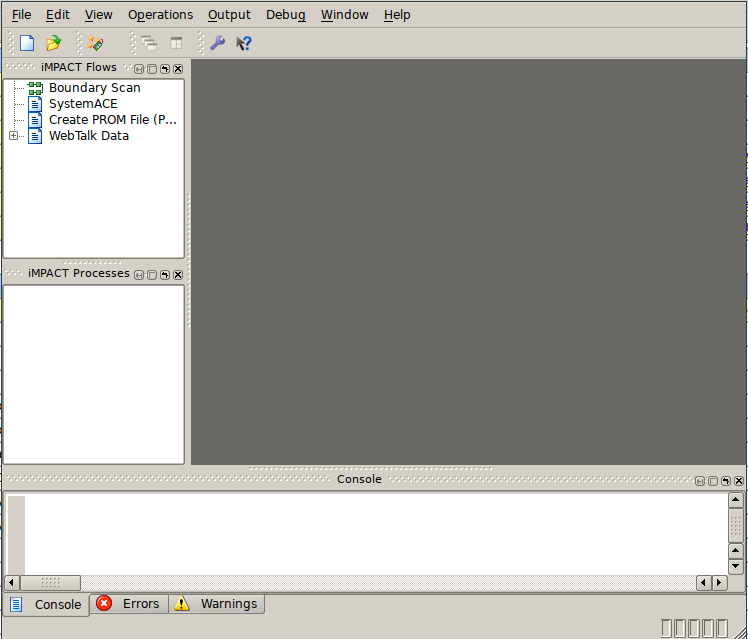 File Edit View Operations Output Debug Window Help
iMPACT Flows
Boundary Scan
SystemACE
Create PROM File (P...
WebTalk Data
iMPACT Processes
Console
Console Errors Warnings